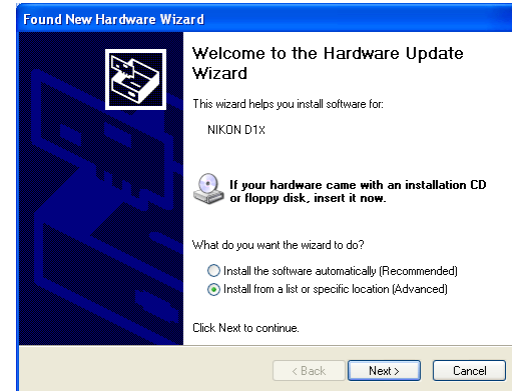 Found New Hardware Wizard
Welcome to the Hardware Update
Wizard
This wizard helps you install software for:
NIKON D1X
If your hardware came with an installation CD
or floppy disk, insert it now.
What do you want the wizard to do?
Install the software automatically (Recommended)
Install from a list or specific location (Advanced)
Click Next to continue.
< Back Next > Cancel